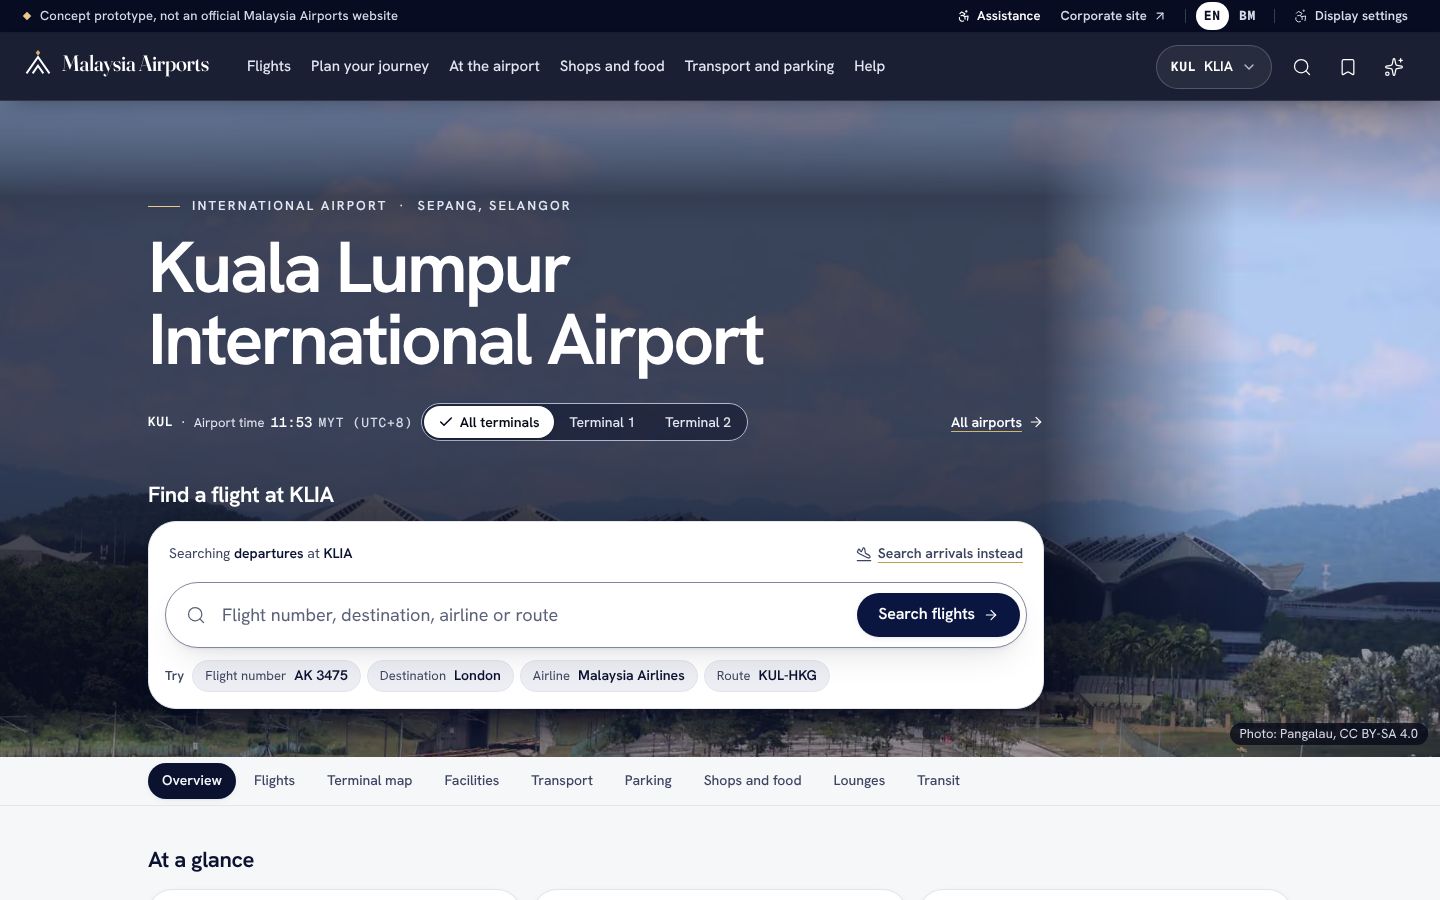 Concept prototype, not an official Malaysia Airports website
Assistance
Corporate site
EN BM
Display settings
Malaysia Airports
Flights
Plan your journey
At the airport
Shops and food
Transport and parking
Help
KUL KLIA
INTERNATIONAL AIRPORT · SEPANG, SELANGOR
Kuala Lumpur
International Airport
KUL · Airport time 11:53 MYT (UTC+8)
All terminals
Terminal 1
Terminal 2
All airports
Find a flight at KLIA
Searching departures at KLIA
Search arrivals instead
Flight number, destination, airline or route
Search flights
Try
Flight number AK 3475
Destination London
Airline Malaysia Airlines
Route KUL-HKG
Photo: Pangalau, CC BY-SA 4.0
Overview
Flights
Terminal map
Facilities
Transport
Parking
Shops and food
Lounges
Transit
At a glance